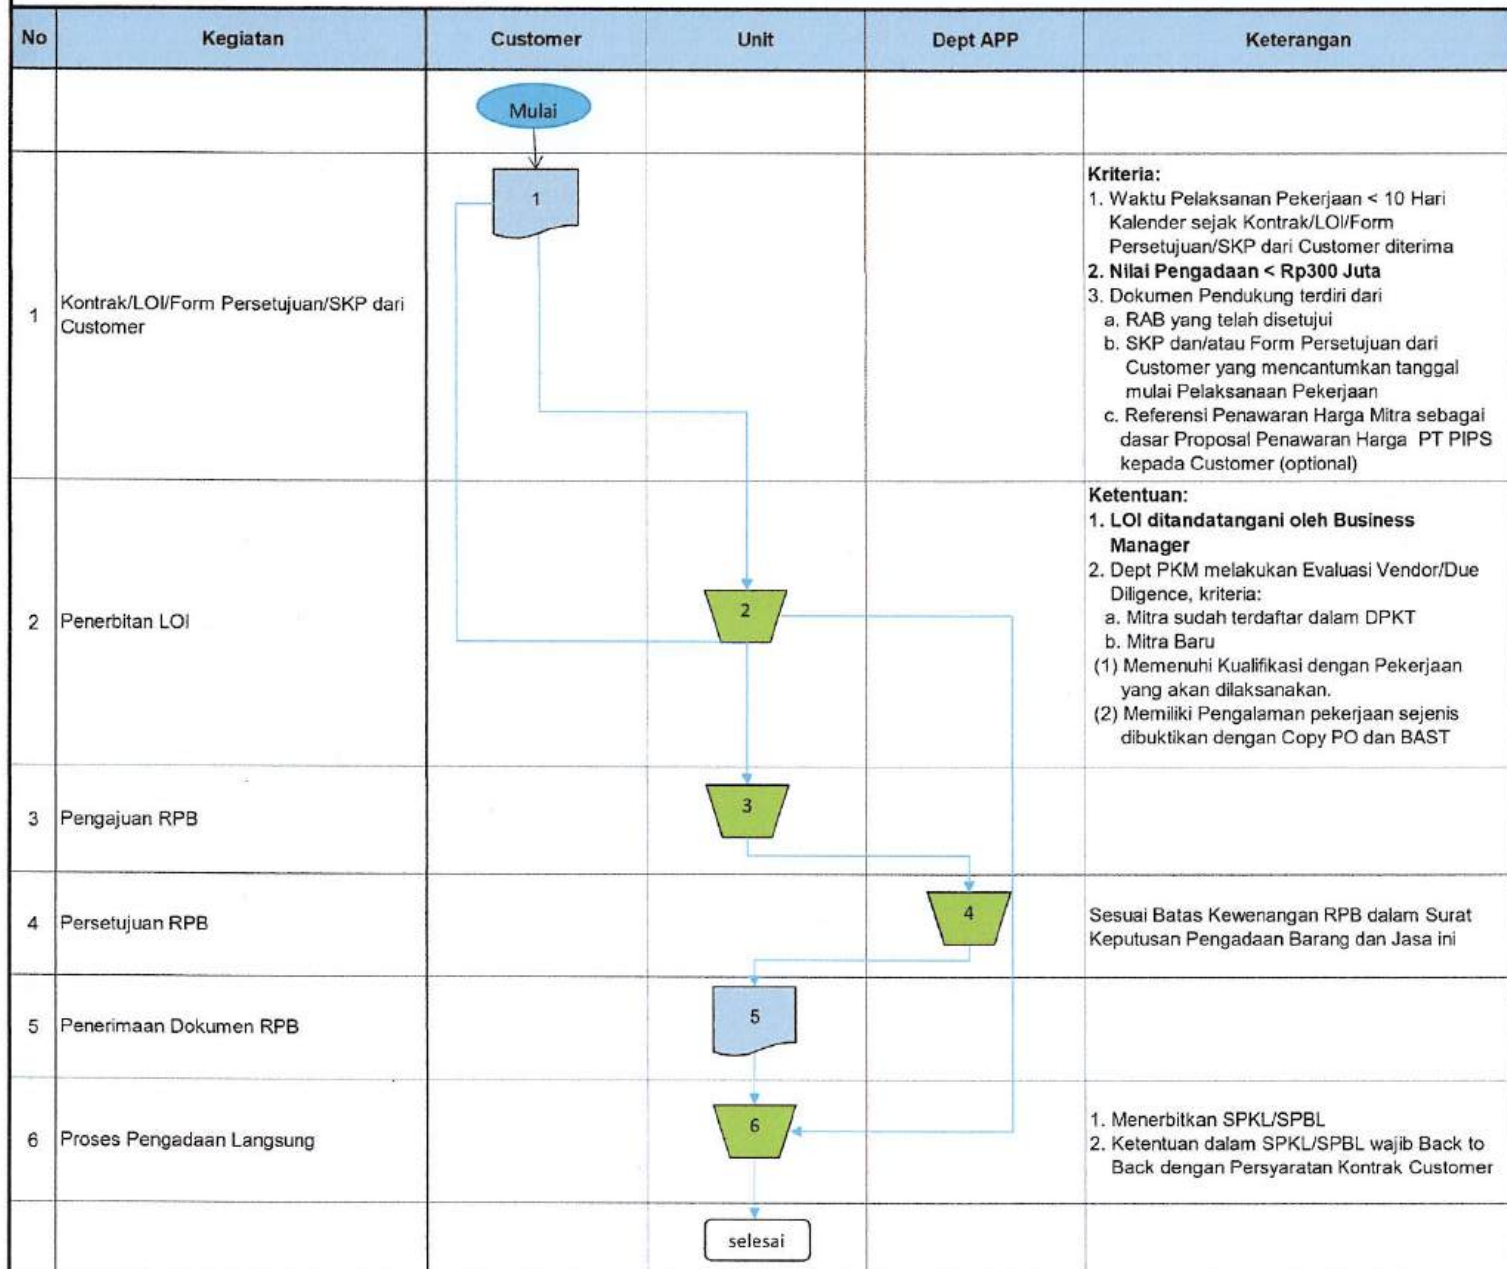 No Kegiatan Customer Unit Dept APP Keterangan
Mulai
1
Kontrak/LOI/Form Persetujuan/SKP dari
Customer
1
Kriteria:
1. Waktu Pelaksanan Pekerjaan < 10 Hari
Kalender sejak Kontrak/LOI/Form
Persetujuan/SKP dari Customer diterima
2. Nilai Pengadaan < Rp300 Juta
3. Dokumen Pendukung terdiri dari
a. RAB yang telah disetujui
b. SKP dan/atau Form Persetujuan dari
Customer yang mencantumkan tanggal
mulai Pelaksanaan Pekerjaan
c. Referensi Penawaran Harga Mitra sebagai
dasar Proposal Penawaran Harga PT PIPS
kepada Customer (optional)
2
Penerbitan LOI
2
Ketentuan:
1. LOI ditandatangani oleh Business
Manager
2. Dept PKM melakukan Evaluasi Vendor/Due
Diligence, kriteria:
a. Mitra sudah terdaftar dalam DPKT
b. Mitra Baru
(1) Memenuhi Kualifikasi dengan Pekerjaan
yang akan dilaksanakan.
(2) Memiliki Pengalaman pekerjaan sejenis
dibuktikan dengan Copy PO dan BAST
3
Pengajuan RPB
3
4
Persetujuan RPB
4
Sesuai Batas Kewenangan RPB dalam Surat
Keputusan Pengadaan Barang dan Jasa ini
5
Penerimaan Dokumen RPB
5
6
Proses Pengadaan Langsung
6
1. Menerbitkan SPKL/SPBL
2. Ketentuan dalam SPKL/SPBL wajib Back to
Back dengan Persyaratan Kontrak Customer
selesai